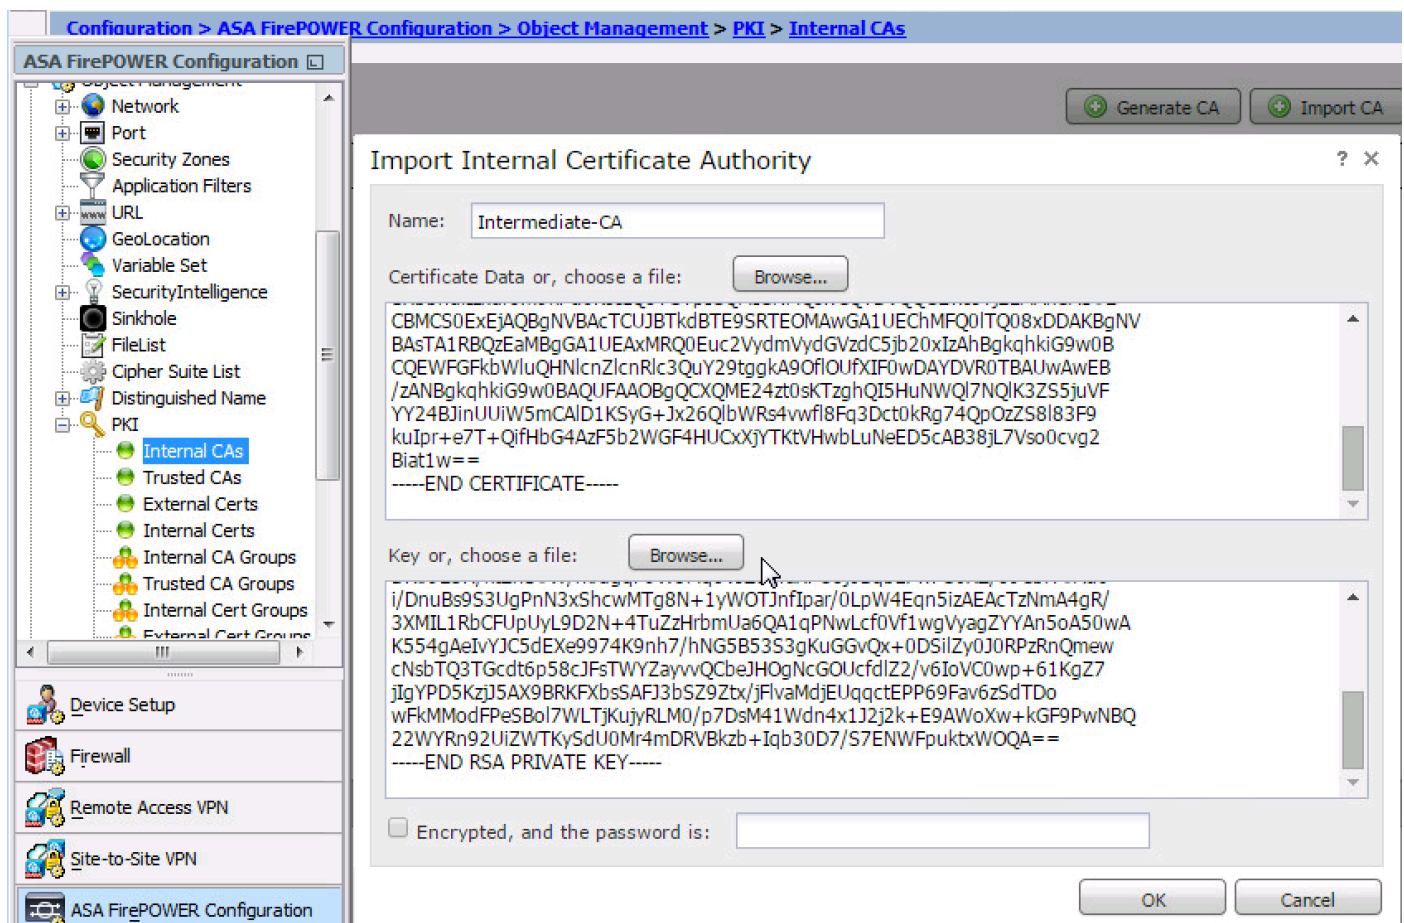 Configuration > ASA FirePOWER Configuration > Object Management > PKI > Internal CAs
ASA FirePOWER Configuration
Object Management
Network
Port
Security Zones
Application Filters
URL
GeoLocation
Variable Set
SecurityIntelligence
Sinkhole
FileList
Cipher Suite List
Distinguished Name
PKI
Internal CAs
Trusted CAs
External Certs
Internal Certs
Internal CA Groups
Trusted CA Groups
Internal Cert Groups
External Cert Groups
Device Setup
Firewall
Remote Access VPN
Site-to-Site VPN
ASA FirePOWER Configuration
Generate CA
Import CA
Import Internal Certificate Authority
? ×
Name:
Intermediate-CA
Certificate Data or, choose a file:
Browse...
CBMCS0ExEjAQBgNVBAcTCUJBTkdBTE9SRTEOMAwGA1UEChMFQ0lTQ08xDDAKBgNV
BAsTA1RBQzEaMBgGA1UEAxMRQ0Euc2VydmVydGVzdC5jb20xIzAhBgkqhkiG9w0B
CQEWFGFkbWluQHNlcnZlcnRlc3QuY29tggkA9OflOUfXIF0wDAYDVR0TBAUwAwEB
/zANBgkqhkiG9w0BAQUFAAOBgQCXQME24zt0sKTzghQI5HuNWQl7NQlK3ZS5juVF
YY24BJinUUiW5mCAlD1KSyG+Jx26QlbWRs4vwfl8Fq3Dct0kRg74QpOzZS8l83F9
kuIpr+e7T+QifHbG4AzF5b2WGF4HUCxXjYTKtVHwbLuNeED5cAB38jL7Vso0cvg2
Biat1w==
-----END CERTIFICATE-----
Key or, choose a file:
Browse...
i/DnuBs9S3UgPnN3xShcwMTg8N+1yWOTJnfIpar/0LpW4Eqn5izAEAcTzNmA4gR/
3XMIL1RbCFUpUyL9D2N+4TuZzHrbmUa6QA1qPNwLcf0Vf1wgVyagZYYAn5oA50wA
K554gAeIvYJC5dEXe9974K9nh7/hNG5B53S3gKuGGvQx+0DSilZy0J0RPzRnQmew
cNsbTQ3TGcdt6p58cJFsTWYZayvvQCbeJHOgNcGOUcfdlZ2/v6IoVC0wp+61KgZ7
jIgYPD5KzjJ5AX9BRKFXbsSAFJ3bSZ9Ztx/jFlvaMdjEUqqctEPP69Fav6zSdTDo
wFkMModFPeSBol7WLTjKujyRLM0/p7DsM41Wdn4x1J2j2k+E9AWoXw+kGF9PwNBQ
22WYRn92UiZWTKySdU0Mr4mDRVBkzb+Iqb30D7/S7ENWFpuktxWOQA==
-----END RSA PRIVATE KEY-----
Encrypted, and the password is:
OK
Cancel